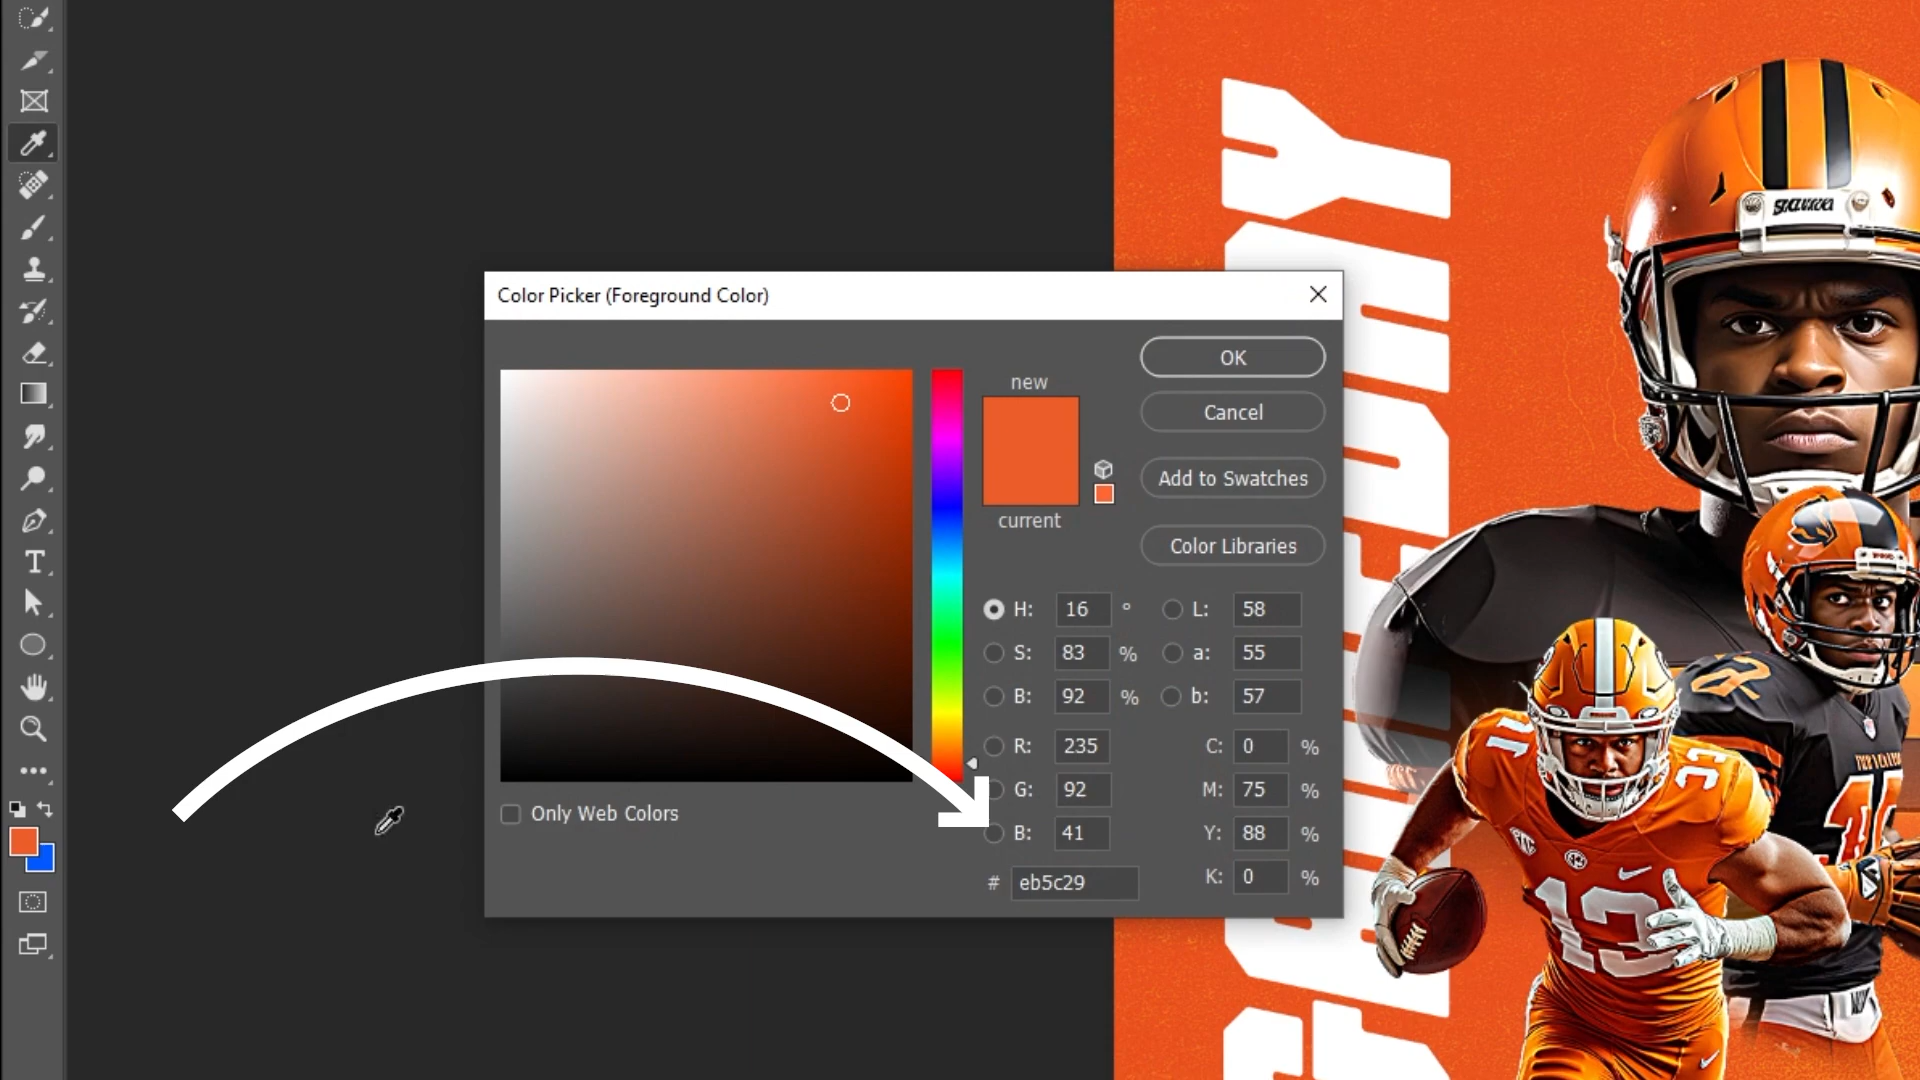 Color Picker (Foreground Color)
OK
new
Cancel
Add to Swatches
current
Color Libraries
H: 16 °
L: 58
S: 83 %
a: 55
B: 92 %
b: 57
R: 235
C: 0 %
G: 92
M: 75 %
Only Web Colors
B: 41
Y: 88 %
# eb5c29
K: 0 %
T
13